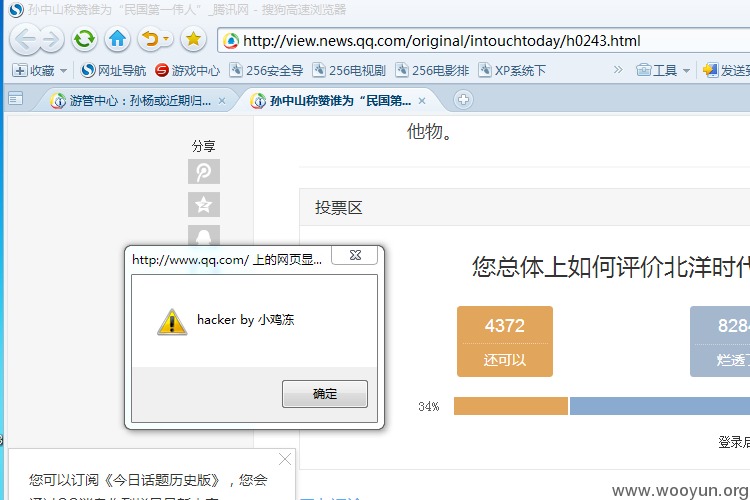 孙中山称赞谁为“民国第一伟人”_腾讯网 - 搜狗高速浏览器
http://view.news.qq.com/original/intouchtoday/h0243.html
收藏 网址导航 游戏中心 256安全导 256电视剧 256电影排 XP系统下 » 工具 发送到
游管中心：孙杨或近期归... 孙中山称赞谁为“民国第...
他物。
分享
投票区
您总体上如何评价北洋时代
http://www.qq.com/ 上的网页显...
hacker by 小鸡冻
确定
4372 8284
还可以 烂透了
34%
登录后
您可以订阅《今日话题历史版》，您会
www.wooyun.org